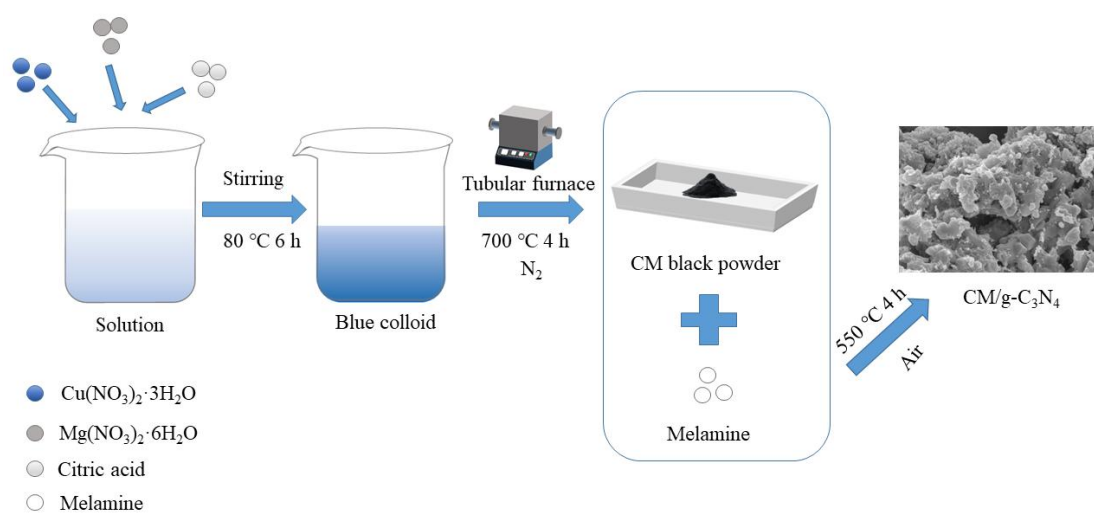 Stirring
80 ℃ 6 h
Tubular furnace
700 ℃ 4 h
N₂
Solution
Blue colloid
CM black powder
Melamine
550 ℃ 4 h
Air
CM/g-C₃N₄
Cu(NO₃)₂·3H₂O
Mg(NO₃)₂·6H₂O
Citric acid
Melamine